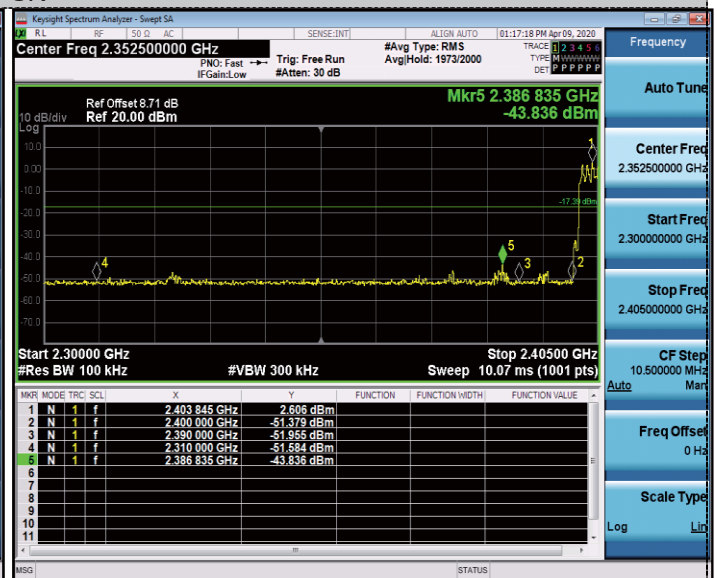 Keysight Spectrum Analyzer - Swept SA
LXI RL RF 50 Ω AC SENSE:INT ALIGN AUTO 01:17:18 PM Apr 09, 2020
Center Freq 2.352500000 GHz #Avg Type: RMS TRACE 1 2 3 4 5 6
PNO: Fast Trig: Free Run Avg|Hold: 1973/2000 TYPE M
IFGain:Low #Atten: 30 dB DET P P P P P P
Frequency
Auto Tune
Center Freq
2.352500000 GHz
Start Freq
2.300000000 GHz
Stop Freq
2.405000000 GHz
CF Step
10.500000 MHz
Auto Man
Freq Offset
0 Hz
Scale Type
Log Lin
Mkr5 2.386 835 GHz
-43.836 dBm
Ref Offset 8.71 dB
10 dB/div Ref 20.00 dBm
Log
10.0
0.00
-10.0
-20.0
-30.0
-40.0
-50.0
-60.0
-70.0
-17.39 dBm
1
5
4
3
2
Start 2.30000 GHz Stop 2.40500 GHz
#Res BW 100 kHz #VBW 300 kHz Sweep 10.07 ms (1001 pts)
MKR MODE TRC SCL X Y FUNCTION FUNCTION WIDTH FUNCTION VALUE
1 N 1 f 2.403 845 GHz 2.606 dBm
2 N 1 f 2.400 000 GHz -51.379 dBm
3 N 1 f 2.390 000 GHz -51.955 dBm
4 N 1 f 2.310 000 GHz -51.584 dBm
5 N 1 f 2.386 835 GHz -43.836 dBm
6
7
8
9
10
11
MSG STATUS